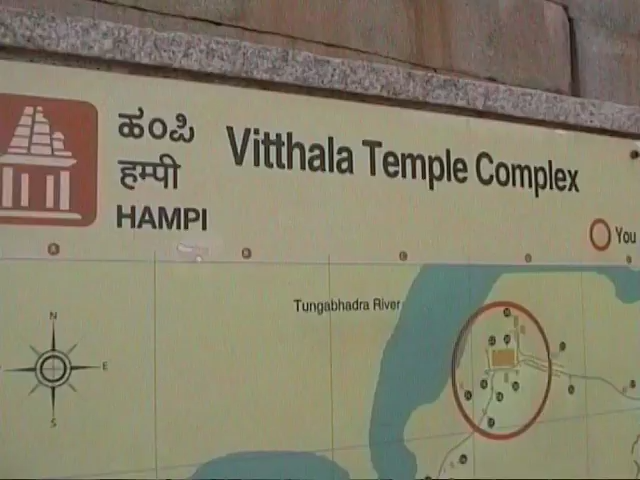 ಹಂಪಿ
हम्पी
HAMPI
Vitthala Temple Complex
You
Tungabhadra River
N
E
S